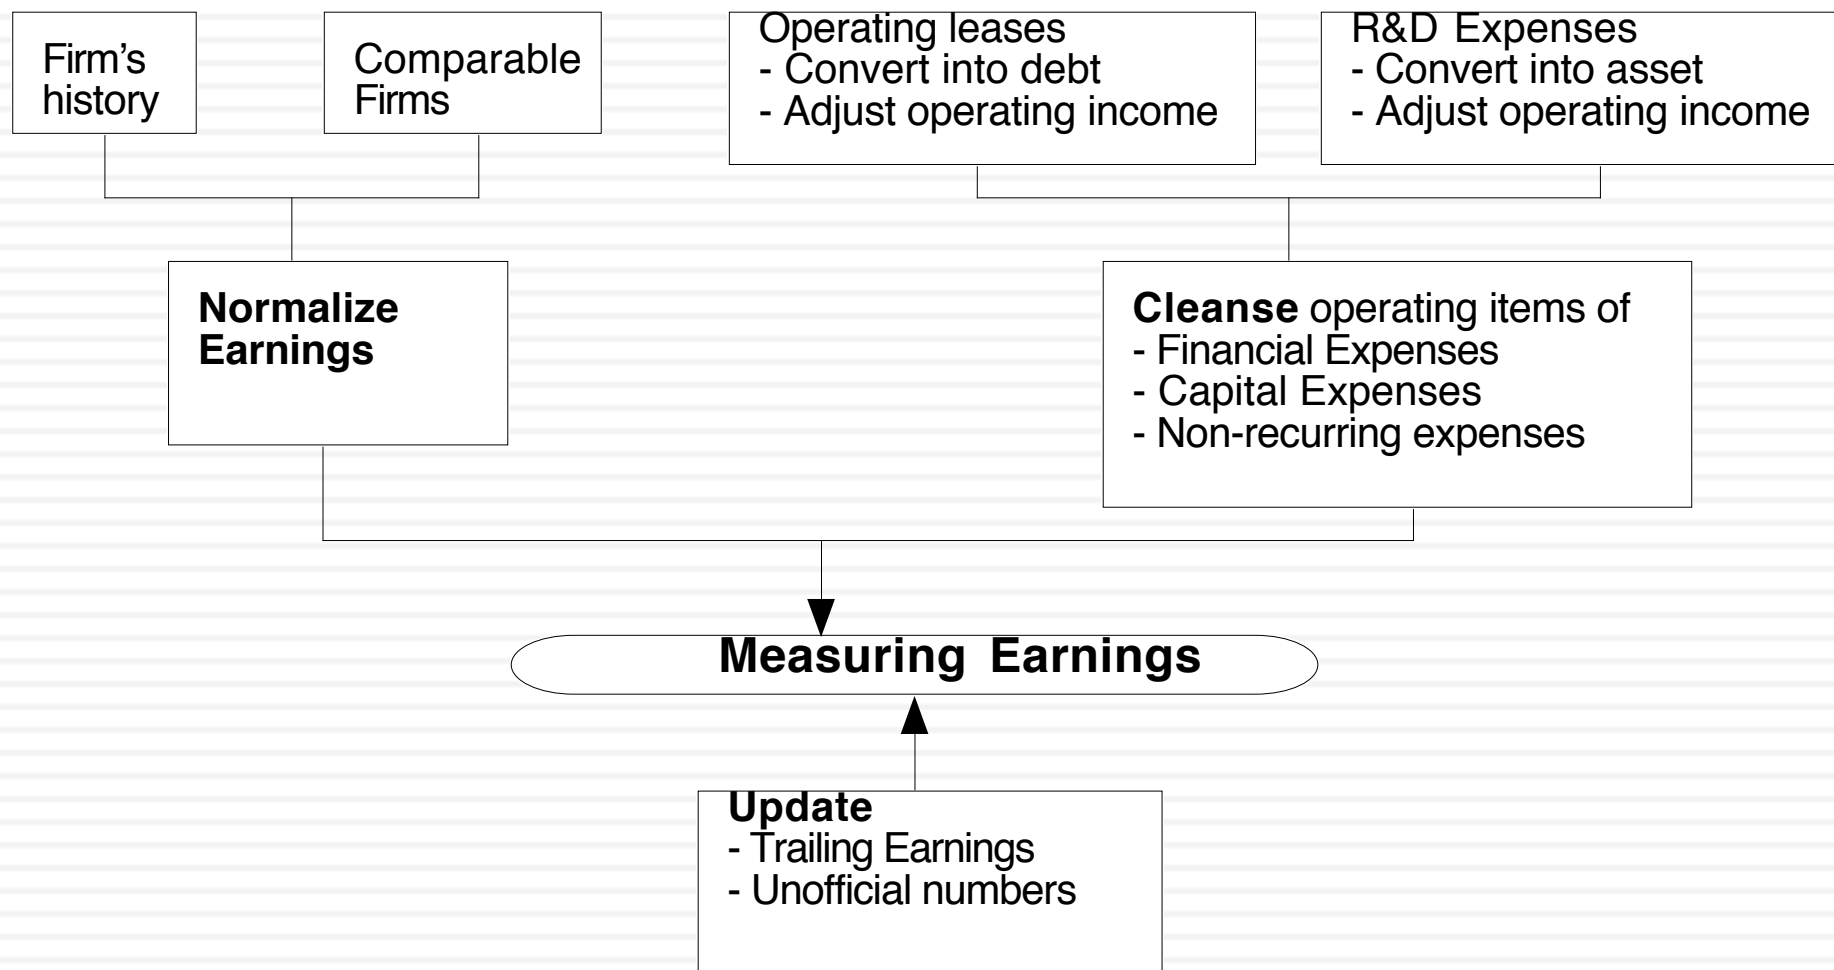 Firm's
history
Comparable
Firms
Operating leases
- Convert into debt
- Adjust operating income
R&D Expenses
- Convert into asset
- Adjust operating income
Normalize
Earnings
Cleanse operating items of
- Financial Expenses
- Capital Expenses
- Non-recurring expenses
Measuring Earnings
Update
- Trailing Earnings
- Unofficial numbers